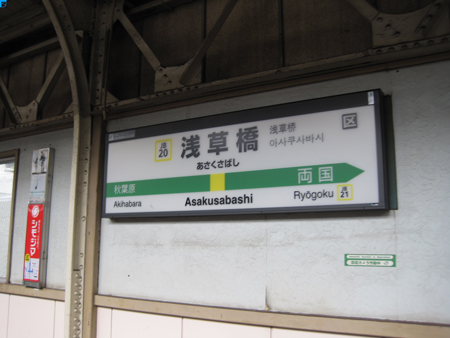 JB
20
浅草橋
あさくさばし
浅草桥
아사쿠사바시
区
秋葉原
両国
Akihabara
Asakusabashi
Ryōgoku
JB
21